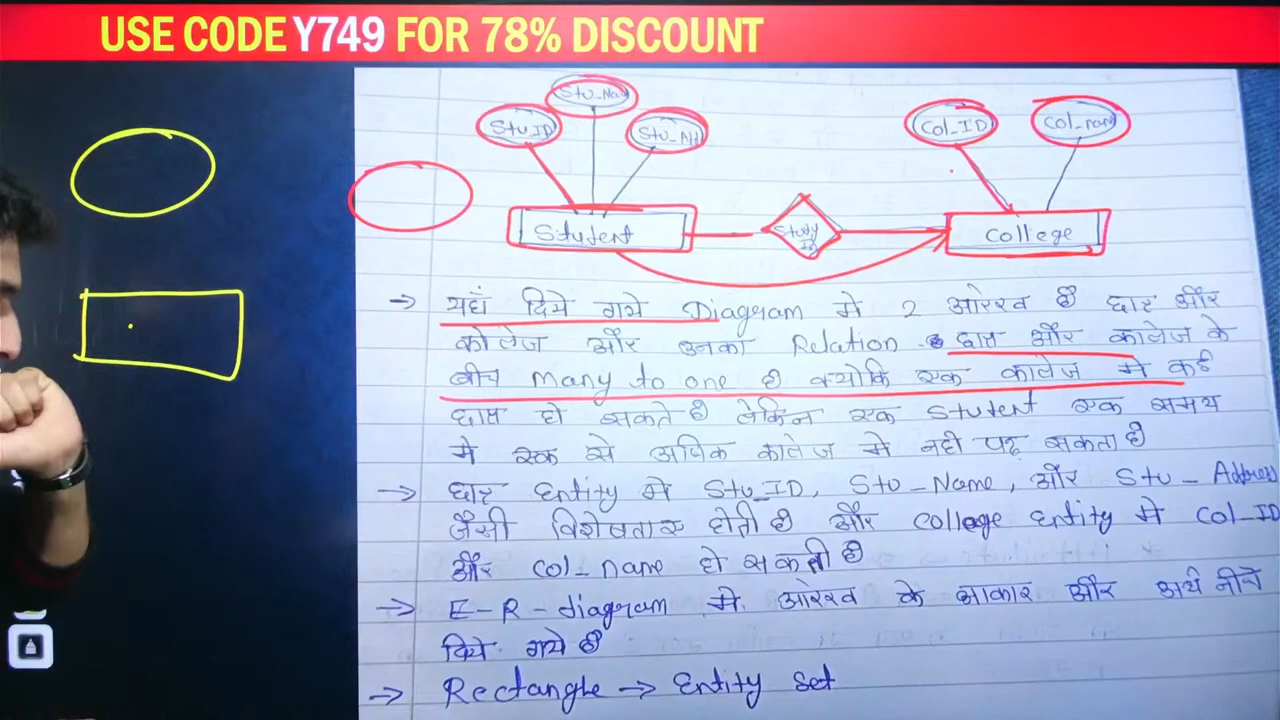 USE CODE Y749 FOR 78% DISCOUNT
Stu_Na
Stu_ID
Stu_Ad
Col_ID
Col_name
Student
Study
College
→ यहाँ दिये गये Diagram मे 2 आरेख है छात्र और
कॉलेज और उनका Relation छात्र और कालेज के
बीच many to one है क्योकि एक कालेज मे कई
छात्र हो सकते है लेकिन एक Student एक समय
मे एक से अधिक कालेज मे नही पढ़ सकता है
→ छात्र Entity मे Stu_ID, Stu_Name, और Stu_Address
जैसी विशेषताए होती है और College Entity मे Col_ID
और Col_name हो सकती है
→ E-R-diagram मे आरेख के आकार और अर्थ नीचे
दिये गये है
→ Rectangle → Entity set